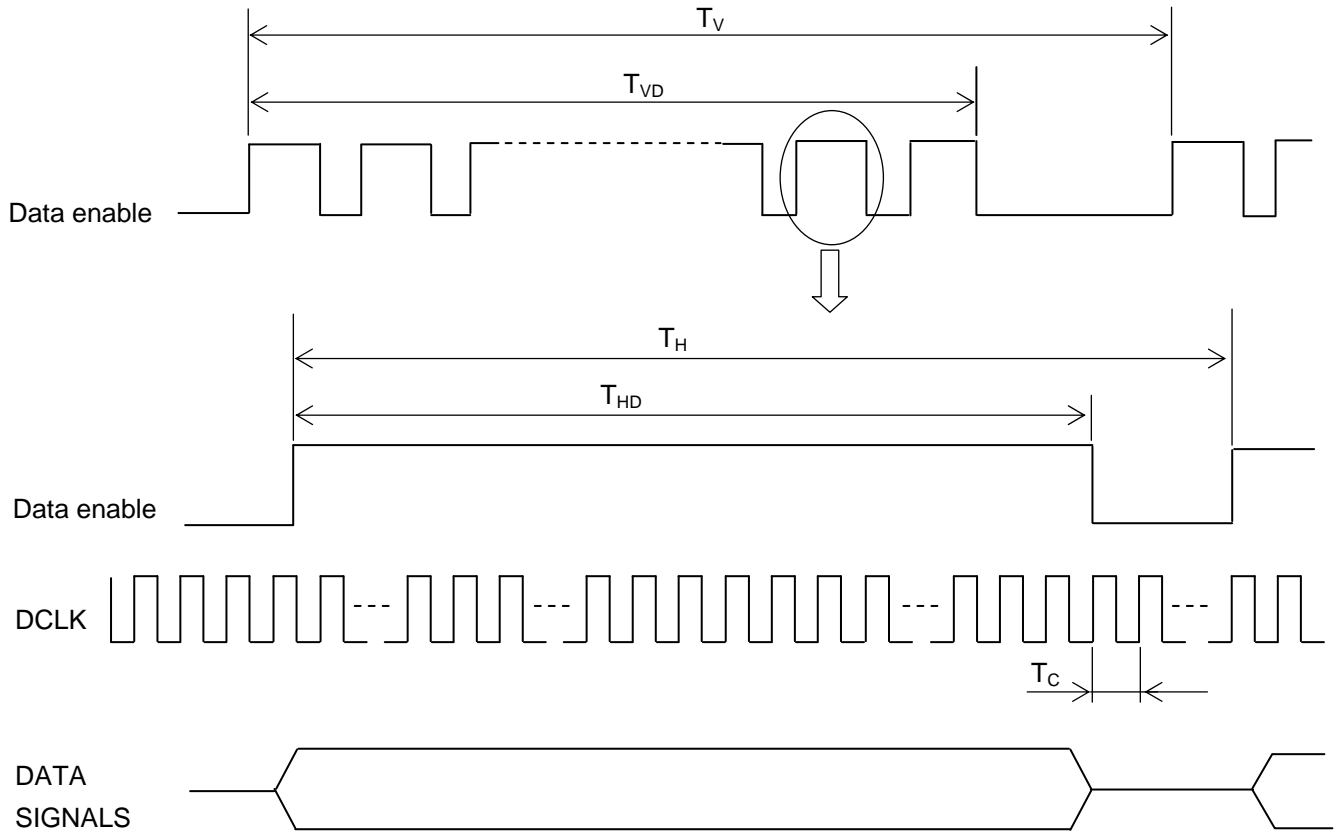 T_V
T_VD
Data enable
T_H
T_HD
Data enable
DCLK
T_C
DATA
SIGNALS